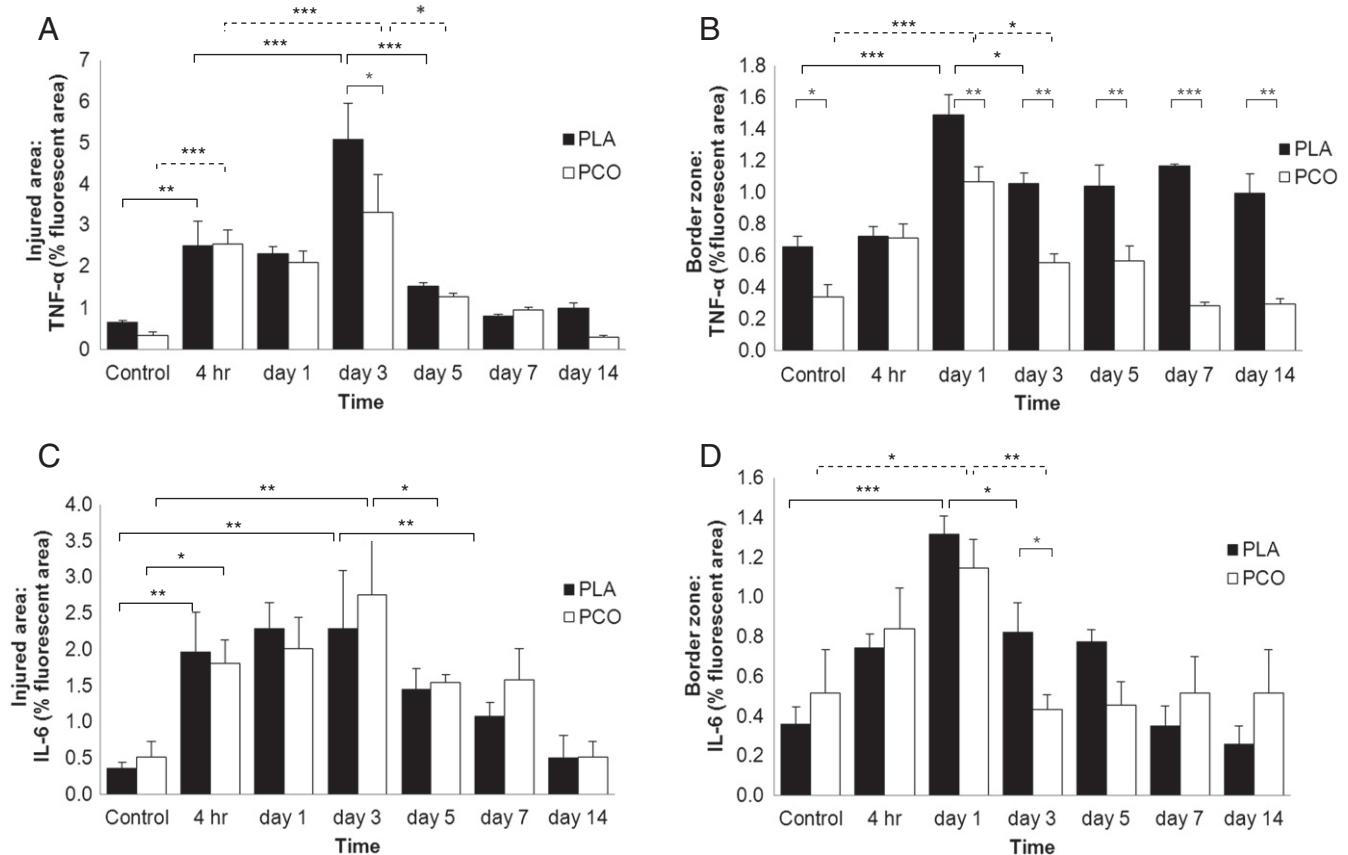 A
*** *
*** ***
*
***
**
Injured area:
TNF-α (% fluorescent area)
7
6
5
4
3
2
1
0
PLA
PCO
Control 4 hr day 1 day 3 day 5 day 7 day 14
Time
B
*** *
*** *
* ** ** ** *** **
Border zone:
TNF-α (%fluorescent area)
1.8
1.6
1.4
1.2
1.0
0.8
0.6
0.4
0.2
0.0
PLA
PCO
Control 4 hr day 1 day 3 day 5 day 7 day 14
Time
C
** *
** **
*
**
Injured area:
IL-6 (% fluorescent area)
4.0
3.5
3.0
2.5
2.0
1.5
1.0
0.5
0.0
PLA
PCO
Control 4 hr day 1 day 3 day 5 day 7 day 14
Time
D
* **
*** *
*
Border zone:
IL-6 (% fluorescent area)
1.6
1.4
1.2
1.0
0.8
0.6
0.4
0.2
0.0
PLA
PCO
Control 4 hr day 1 day 3 day 5 day 7 day 14
Time